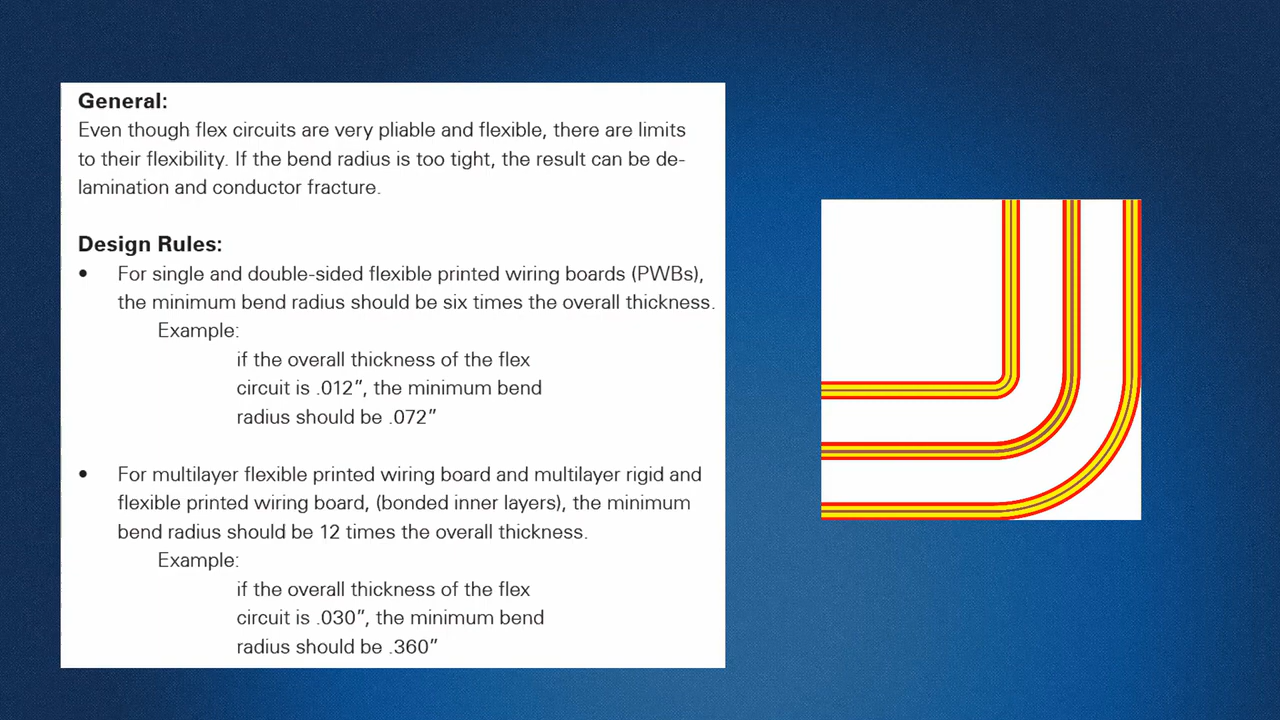 General:
Even though flex circuits are very pliable and flexible, there are limits
to their flexibility. If the bend radius is too tight, the result can be de-
lamination and conductor fracture.
Design Rules:
• For single and double-sided flexible printed wiring boards (PWBs),
the minimum bend radius should be six times the overall thickness.
Example:
if the overall thickness of the flex
circuit is .012”, the minimum bend
radius should be .072”
• For multilayer flexible printed wiring board and multilayer rigid and
flexible printed wiring board, (bonded inner layers), the minimum
bend radius should be 12 times the overall thickness.
Example:
if the overall thickness of the flex
circuit is .030”, the minimum bend
radius should be .360”